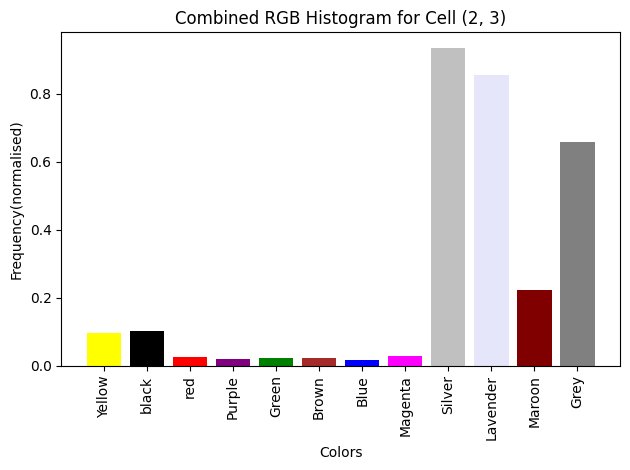 Combined RGB Histogram for Cell (2, 3)
Frequency(normalised)
0.8
0.6
0.4
0.2
0.0
Yellow
black
red
Purple
Green
Brown
Blue
Magenta
Silver
Lavender
Maroon
Grey
Colors